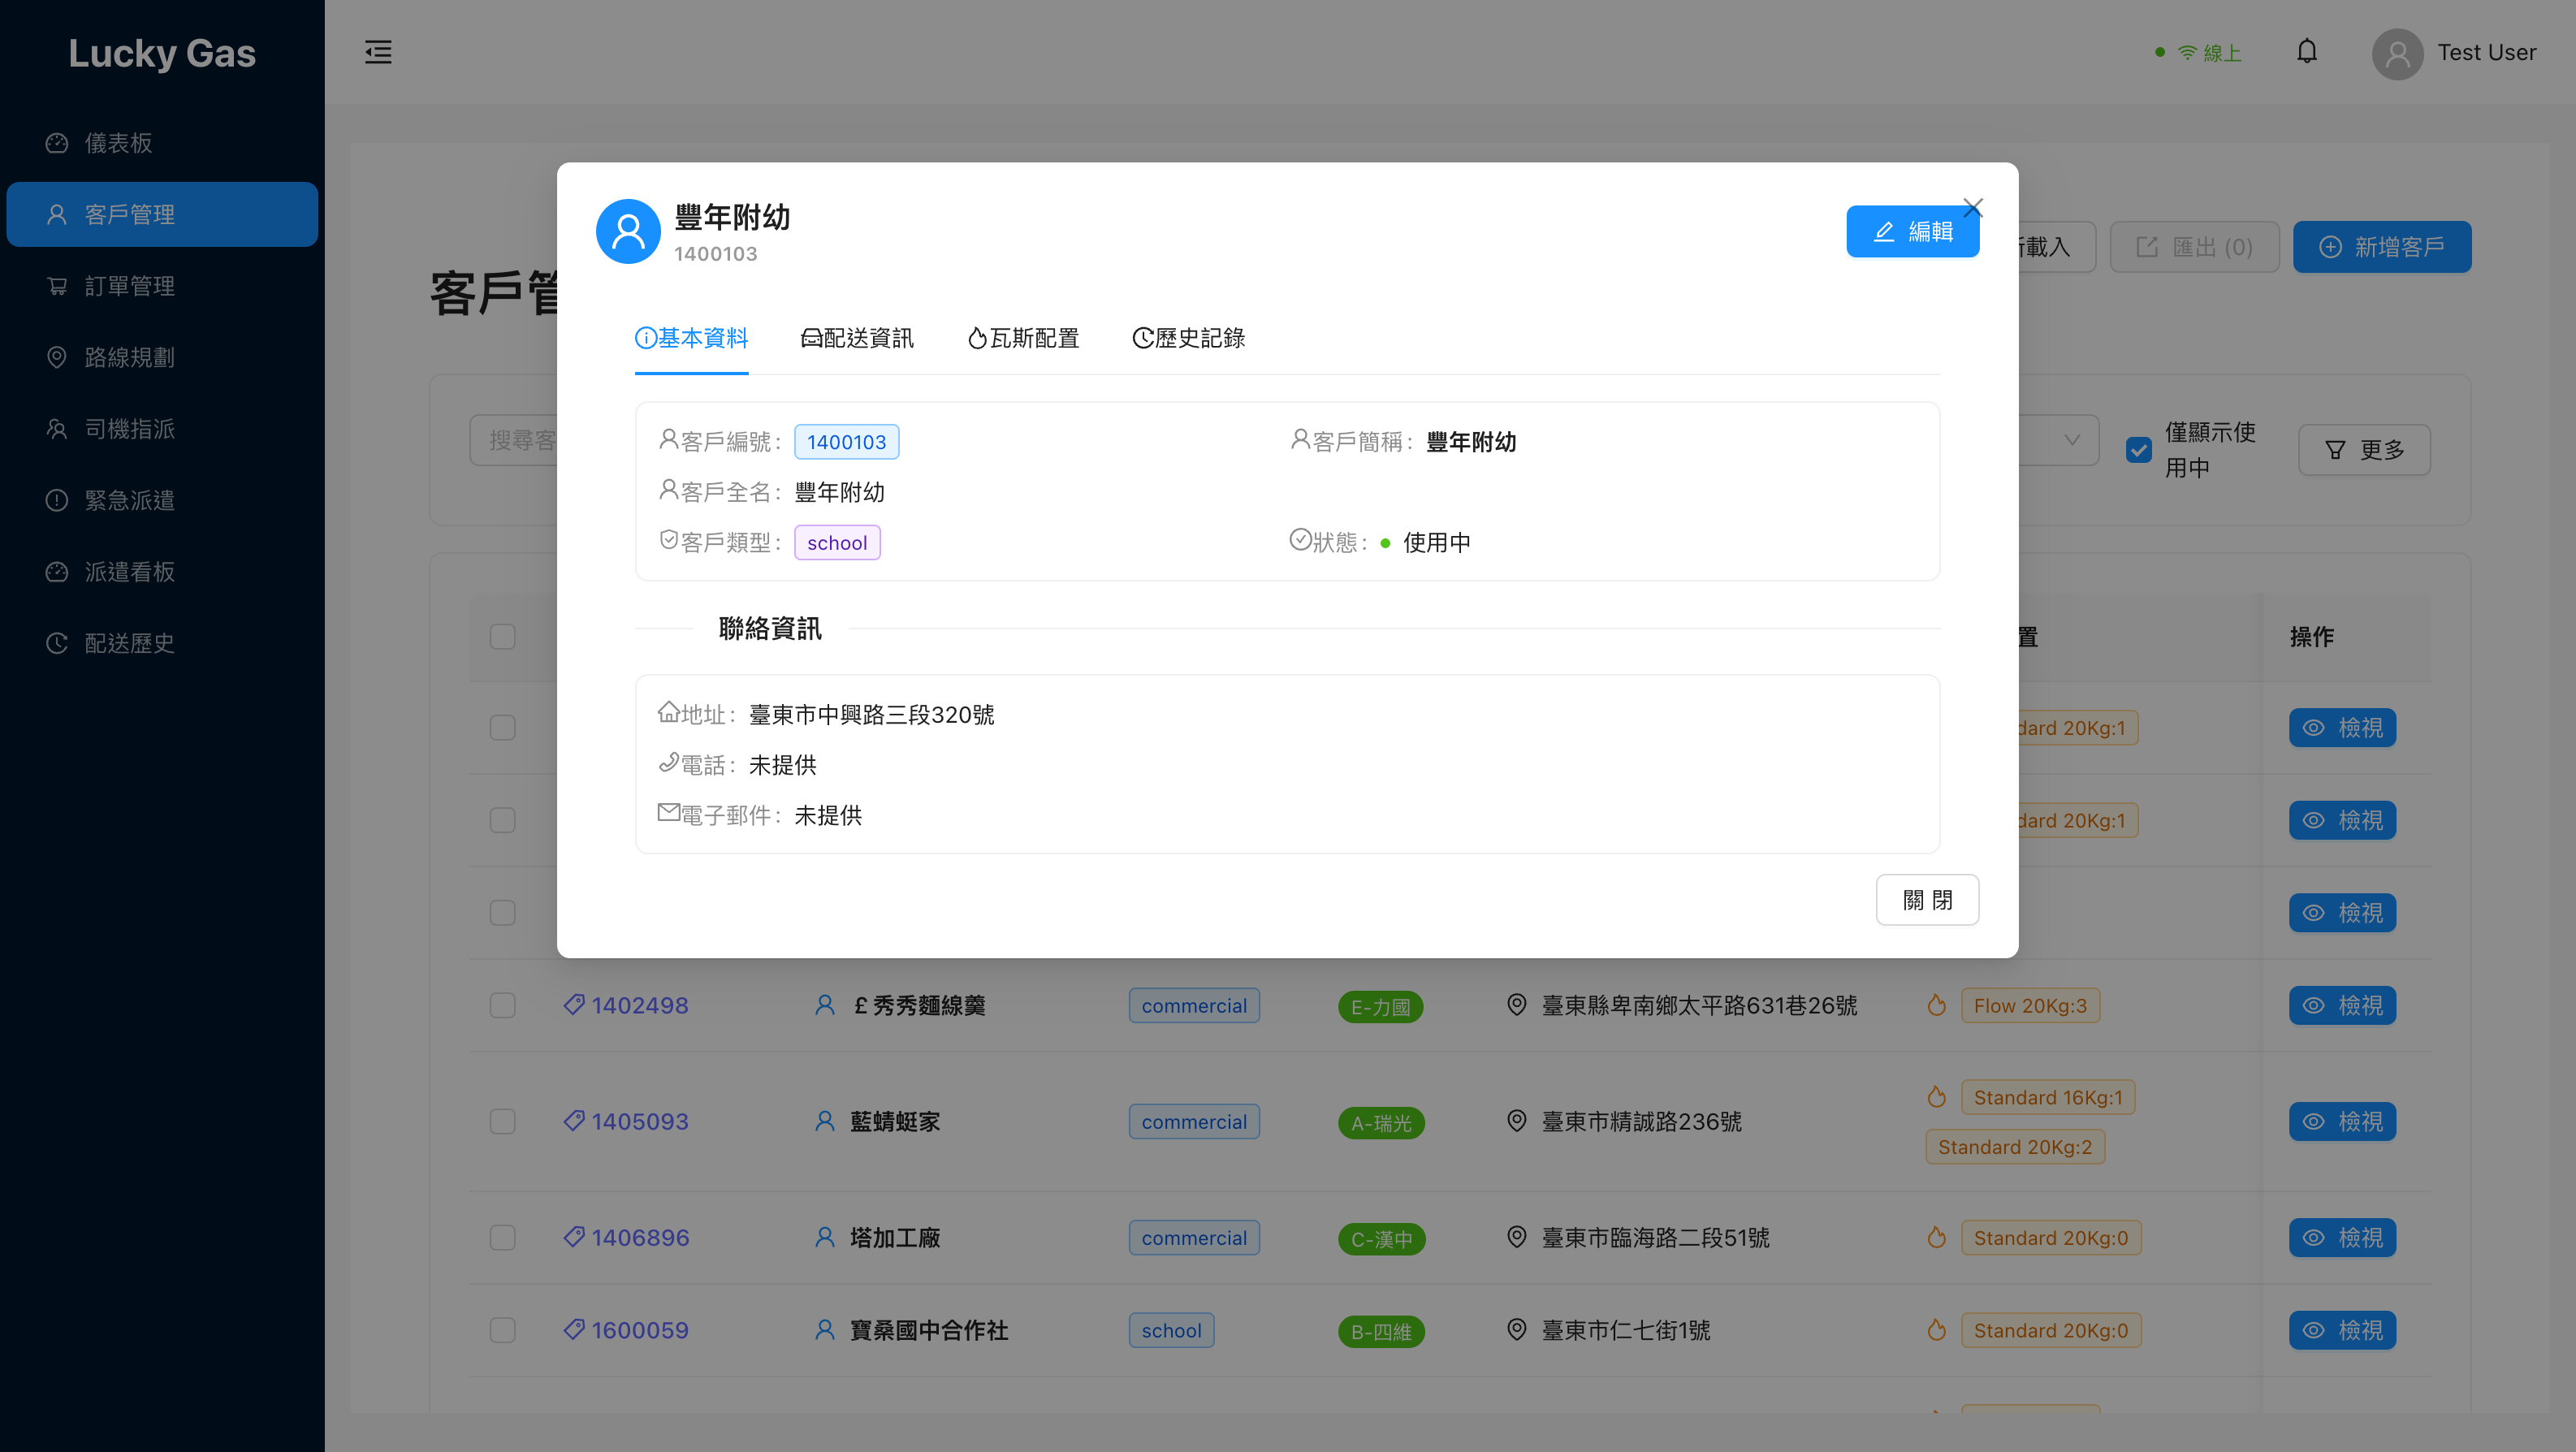 Lucky Gas
線上
Test User
儀表板
客戶管理
訂單管理
路線規劃
司機指派
緊急派遣
派遣看板
配送歷史
客戶管
載入
匯出 (0)
新增客戶
搜尋客
僅顯示使
用中
更多
豐年附幼
1400103
編輯
基本資料
配送資訊
瓦斯配置
歷史記錄
客戶編號: 1400103
客戶簡稱: 豐年附幼
客戶全名: 豐年附幼
客戶類型: school
狀態: 使用中
聯絡資訊
地址: 臺東市中興路三段320號
電話: 未提供
電子郵件: 未提供
關 閉
置
操作
dard 20Kg:1
檢視
dard 20Kg:1
檢視
檢視
1402498
£ 秀秀麵線羹
commercial
E-力國
臺東縣卑南鄉太平路631巷26號
Flow 20Kg:3
檢視
1405093
藍蜻蜓家
commercial
A-瑞光
臺東市精誠路236號
Standard 16Kg:1
Standard 20Kg:2
檢視
1406896
塔加工廠
commercial
C-漢中
臺東市臨海路二段51號
Standard 20Kg:0
檢視
1600059
寶桑國中合作社
school
B-四維
臺東市仁七街1號
Standard 20Kg:0
檢視